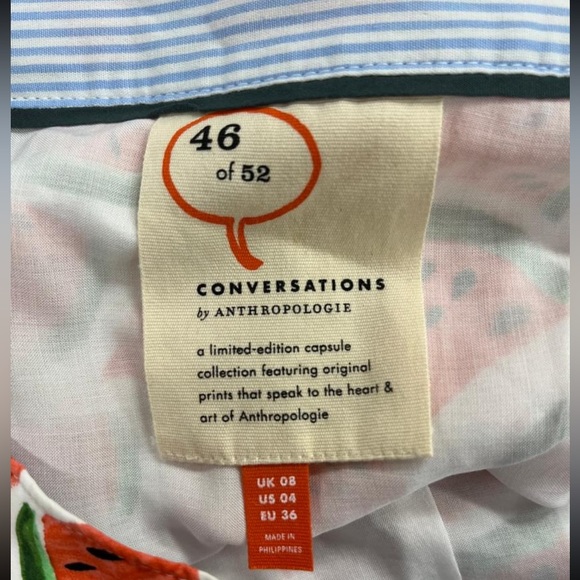 46
of 52
CONVERSATIONS
by ANTHROPOLOGIE
a limited-edition capsule
collection featuring original
prints that speak to the heart &
art of Anthropologie
UK 08
US 04
EU 36
MADE IN
PHILIPPINES